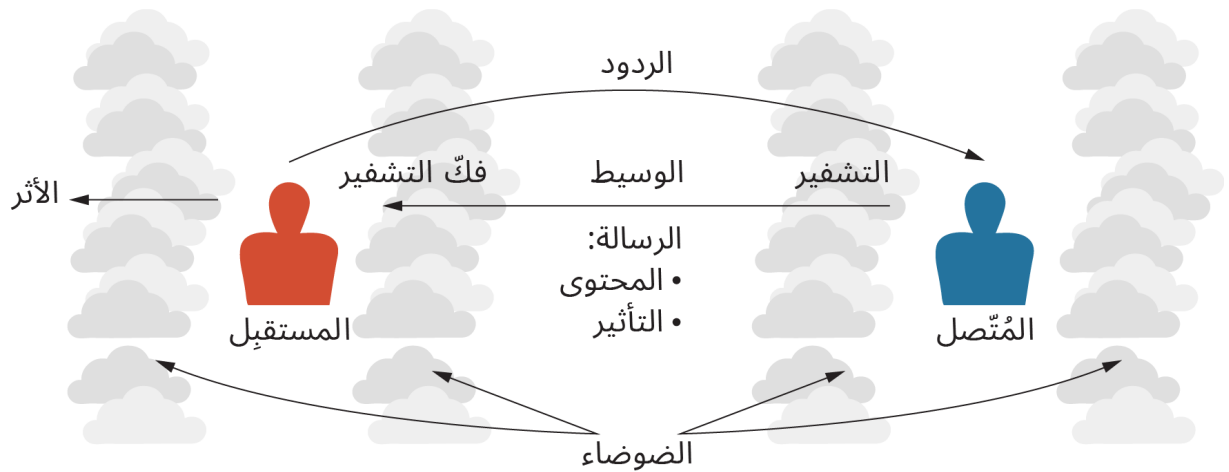 الردود
التشفير
الوسيط
فكّ التشفير
الأثر
الرسالة:
• المحتوى
• التأثير
المُتّصل
المستقبِل
الضوضاء